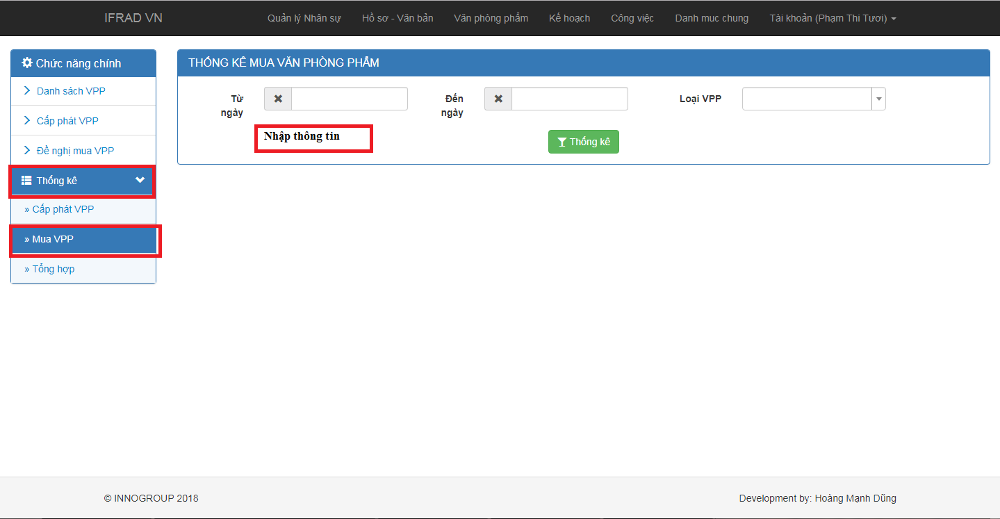 IFRAD VN
Quản lý Nhân sự
Hồ sơ - Văn bản
Văn phòng phẩm
Kế hoạch
Công việc
Danh muc chung
Tài khoản (Phạm Thi Tươi)
Chức năng chính
Danh sách VPP
Cấp phát VPP
Đề nghị mua VPP
Thống kê
» Cấp phát VPP
» Mua VPP
» Tổng hợp
THỐNG KÊ MUA VĂN PHÒNG PHẨM
Từ
ngày
Đến
ngày
Loại VPP
Nhập thông tin
Thống kê
© INNOGROUP 2018
Development by: Hoàng Mạnh Dũng